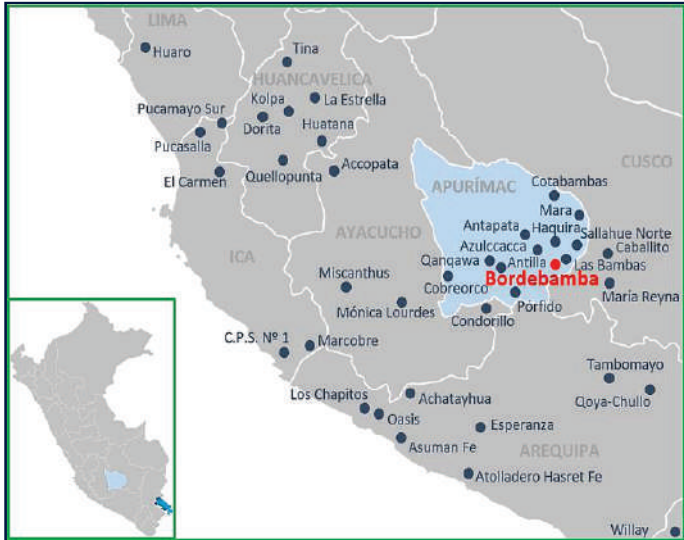 LIMA
Huaro
Tina
HUANCAVELICA
Kolpa
La Estrella
Pucamayo Sur
Dorita
Huatana
Pucasalla
CUSCO
El Carmen
Quellopunta
Accopata
APURÍMAC
Cotabambas
Mara
Antapata
Haquira
Sallahue Norte
AYACUCHO
Azulccacca
Caballito
ICA
Qanqawa
Antilla
Las Bambas
Miscanthus
Cobreorco
Bordebamba
María Reyna
Mónica Lourdes
Pórfido
Condorillo
C.P.S. Nº 1
Marcobre
Tambomayo
Los Chapitos
Achatayhua
Qoya-Chullo
Oasis
Esperanza
Asuman Fe
AREQUIPA
Atolladero Hasret Fe
Willay